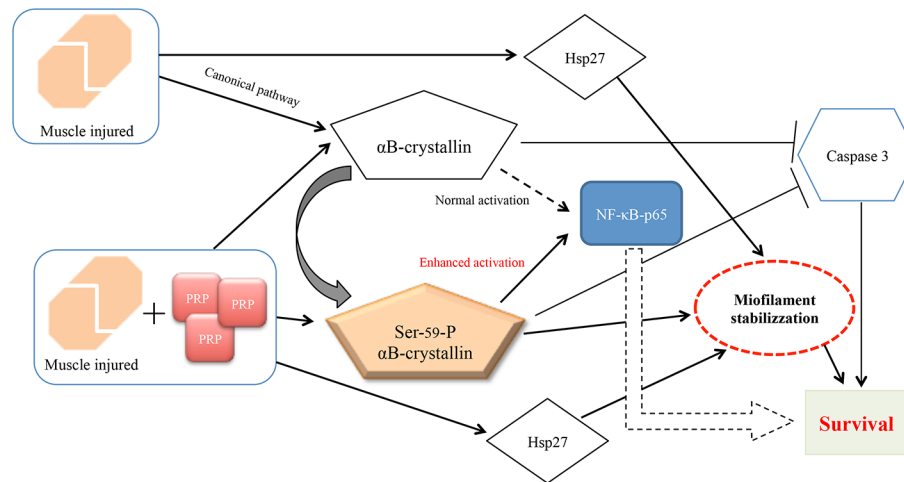 Hsp27
Canonical pathway
Muscle injured
αB-crystallin
Caspase 3
Normal activation
NF-κB-p65
Enhanced activation
PRP
PRP
PRP
+
Muscle injured
Ser-59-P
αB-crystallin
Miofilament
stabilizzation
Hsp27
Survival